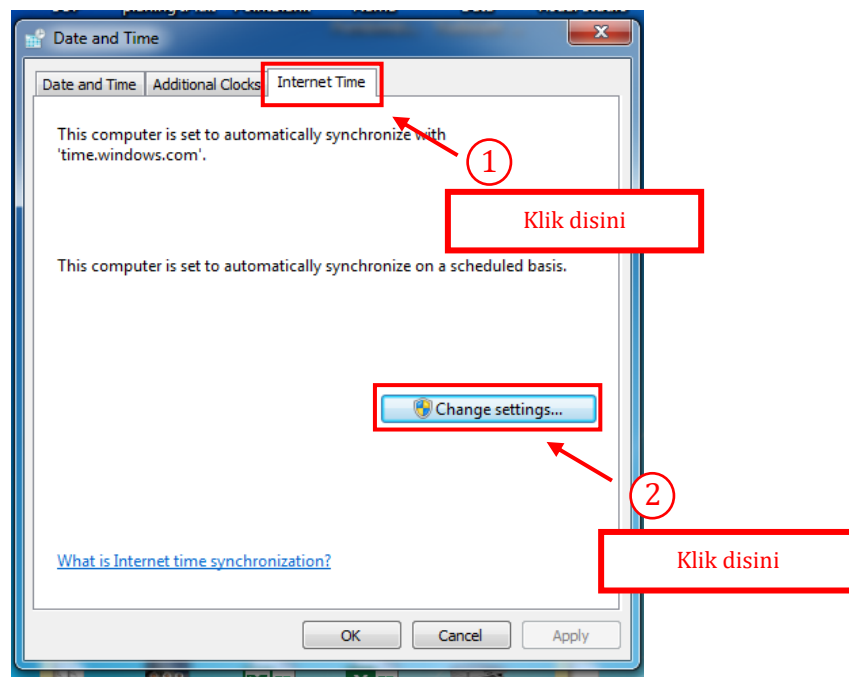 Date and Time
Date and Time Additional Clocks Internet Time
This computer is set to automatically synchronize with
'time.windows.com'.
1
Klik disini
This computer is set to automatically synchronize on a scheduled basis.
Change settings...
2
Klik disini
What is Internet time synchronization?
OK Cancel Apply